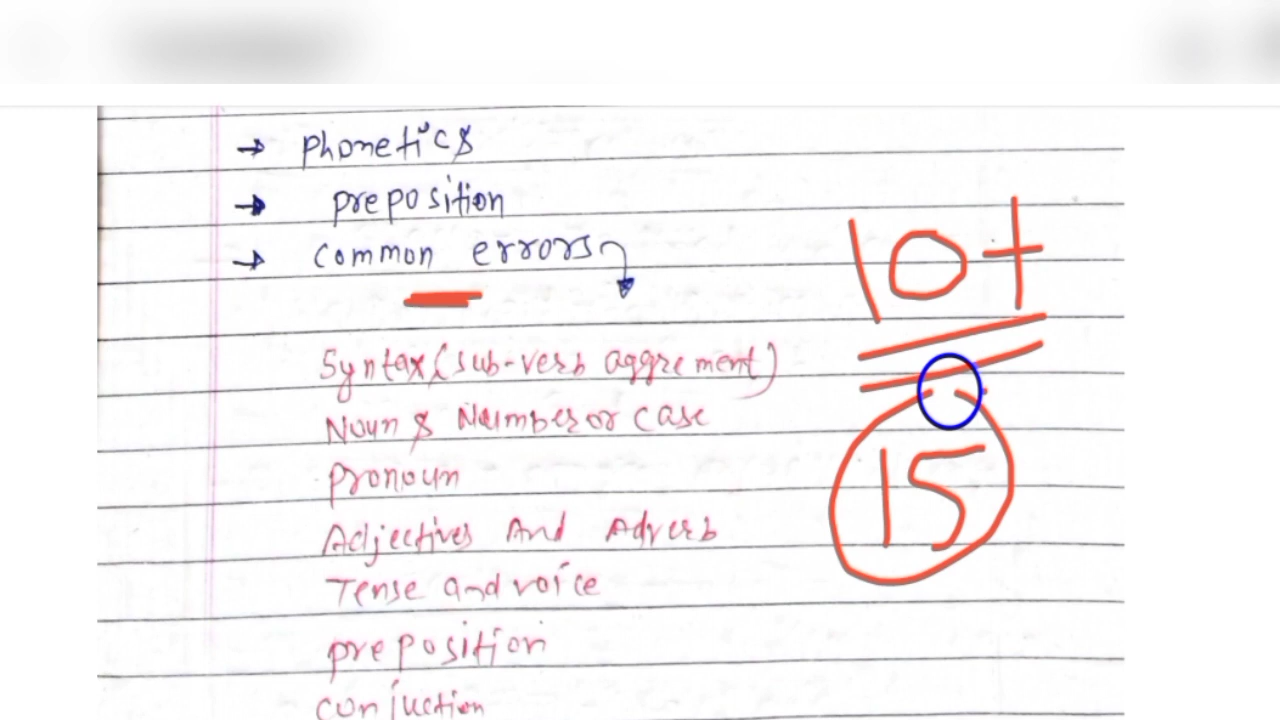 → Phonetics
→ preposition
→ common errors
10+
Syntax (sub-verb aggrement)
Noun & Number or case
pronoun
15
Adjectives And Adverb
Tense and voice
preposition
conjuction